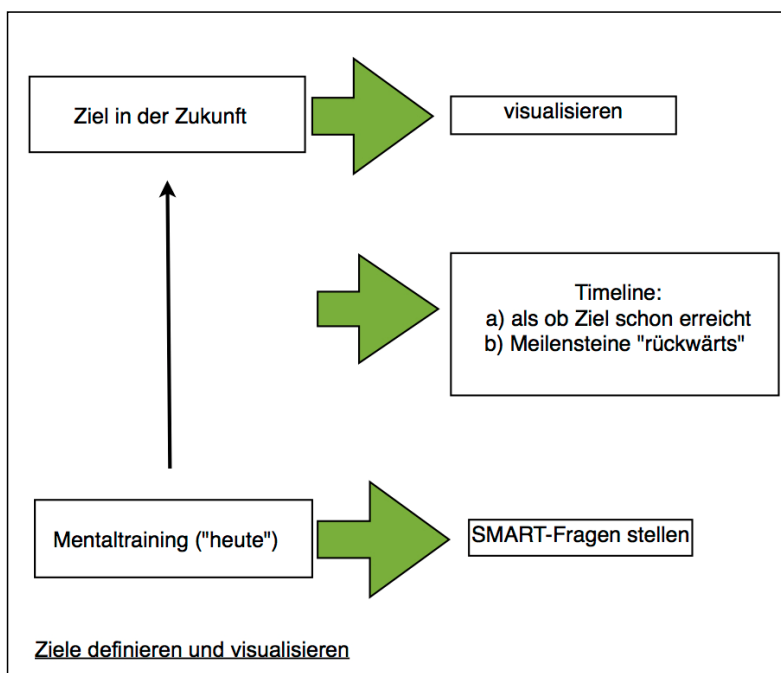 Ziel in der Zukunft
visualisieren
Timeline:
a) als ob Ziel schon erreicht
b) Meilensteine "rückwärts"
Mentaltraining ("heute")
SMART-Fragen stellen
Ziele definieren und visualisieren